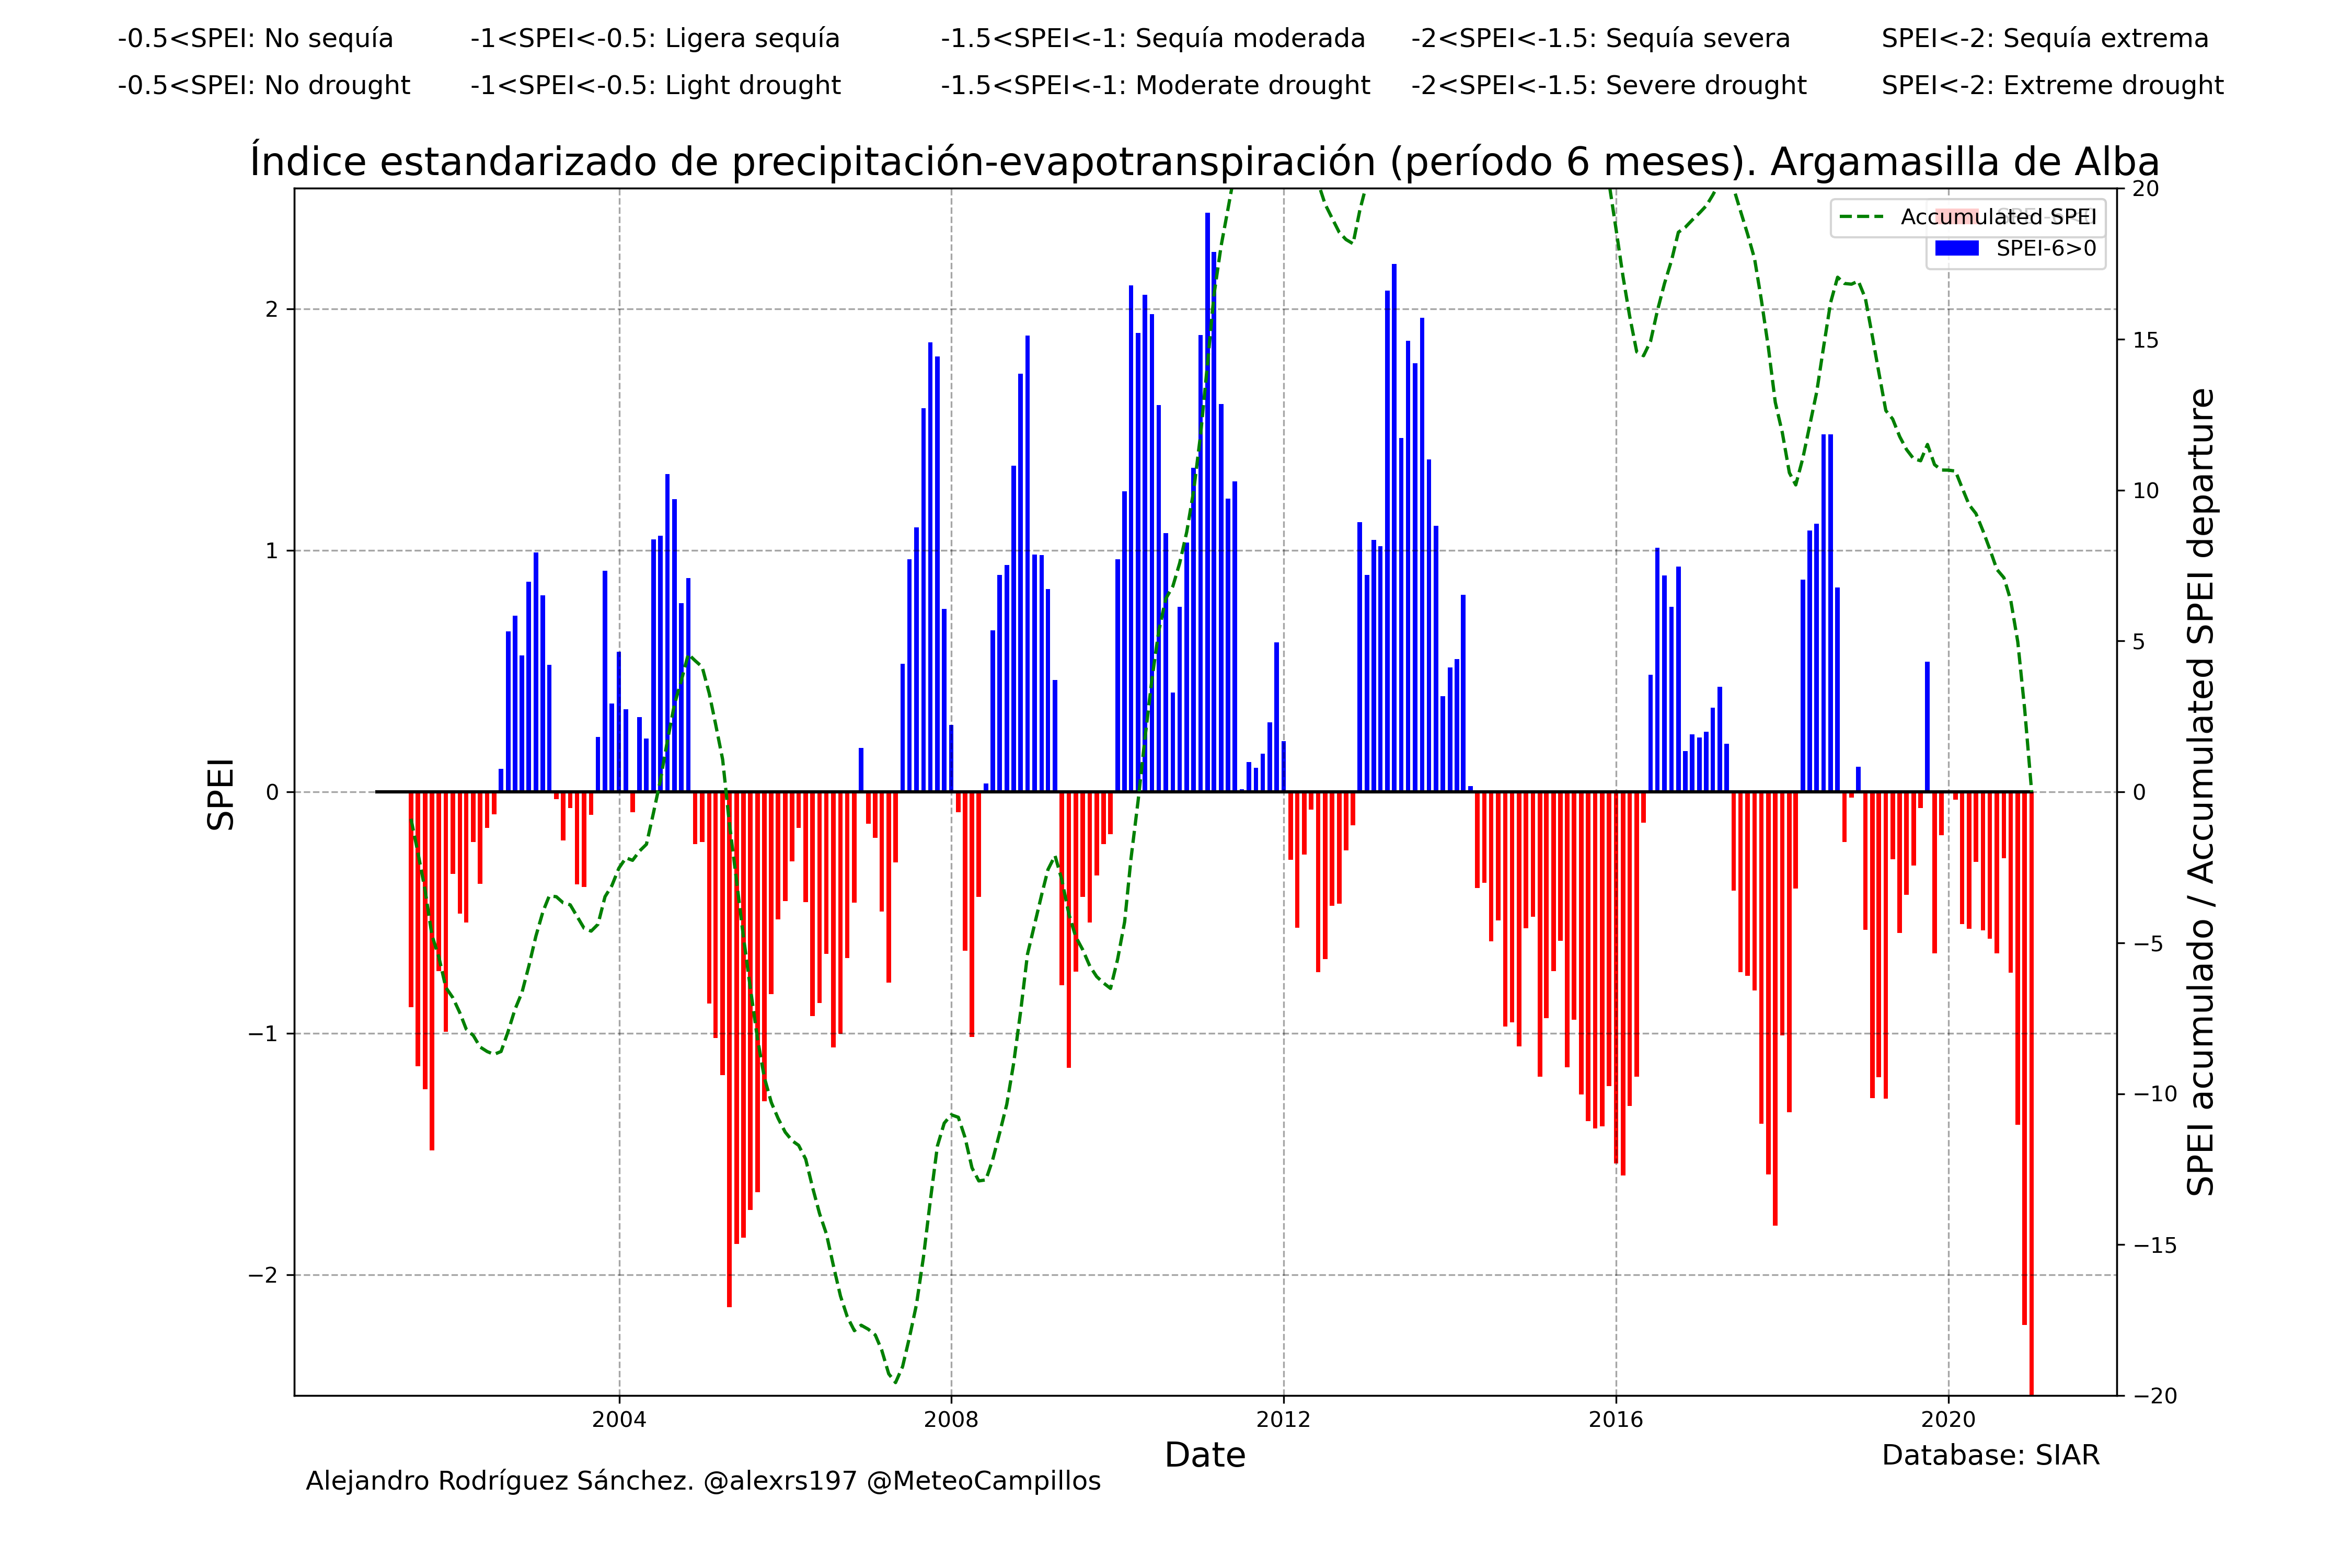 -0.5<SPEI: No sequía -1<SPEI<-0.5: Ligera sequía -1.5<SPEI<-1: Sequía moderada -2<SPEI<-1.5: Sequía severa SPEI<-2: Sequía extrema
-0.5<SPEI: No drought -1<SPEI<-0.5: Light drought -1.5<SPEI<-1: Moderate drought -2<SPEI<-1.5: Severe drought SPEI<-2: Extreme drought
Índice estandarizado de precipitación-evapotranspiración (período 6 meses). Argamasilla de Alba
Accumulated SPEI
SPEI-6>0
SPEI
2
1
0
−1
−2
20
15
10
5
0
−5
−10
−15
−20
SPEI acumulado / Accumulated SPEI departure
2004 2008 2012 2016 2020
Date
Database: SIAR
Alejandro Rodríguez Sánchez. @alexrs197 @MeteoCampillos